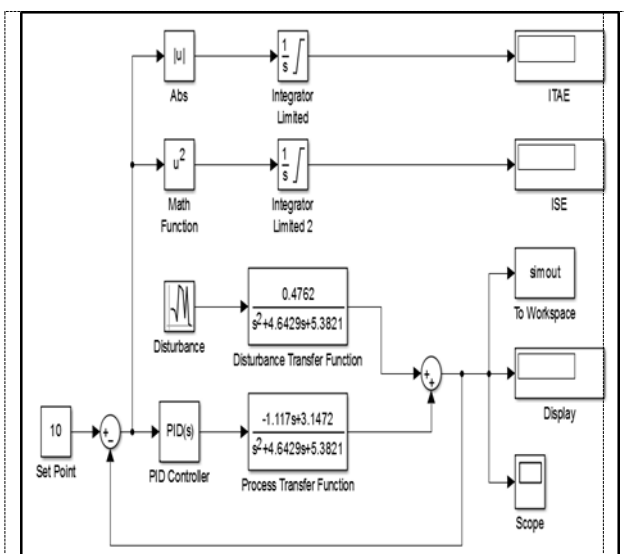 |u|
Abs
1
s
Integrator
Limited
ITAE
u2
Math
Function
1
s
Integrator
Limited 2
ISE
simout
To Workspace
Disturbance
0.4762
s2+4.6429s+5.3821
Disturbance Transfer Function
+
+
Display
10
Set Point
+
−
PID(s)
PID Controller
-1.117s+3.1472
s2+4.6429s+5.3821
Process Transfer Function
Scope